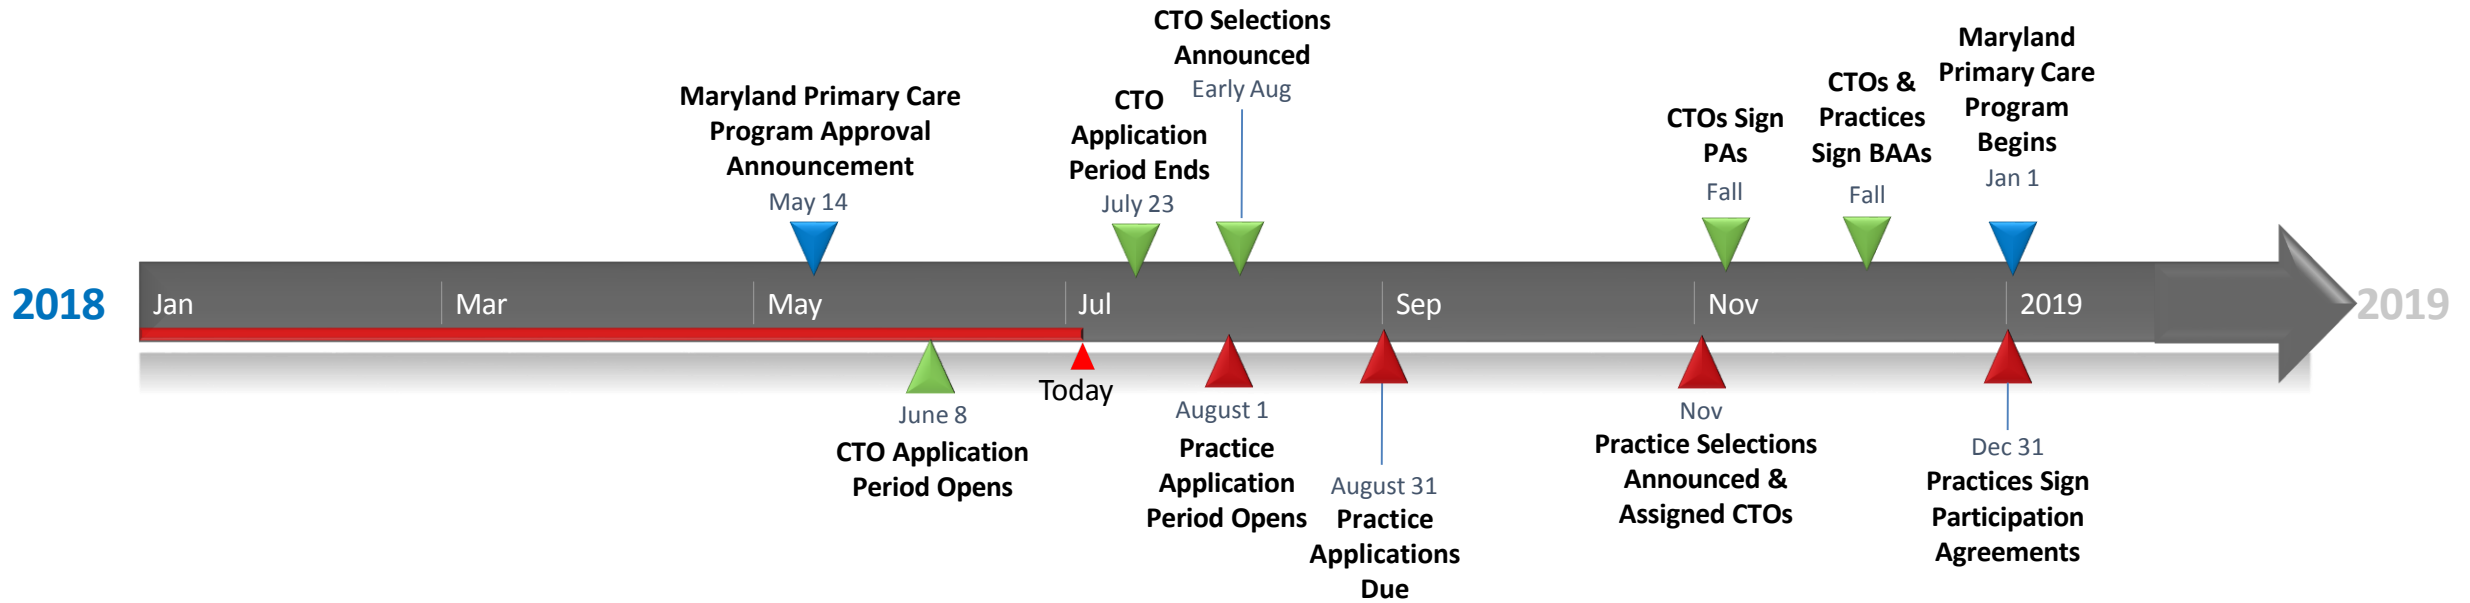 Maryland Primary Care
Program Approval
Announcement
May 14
CTO
Application
Period Ends
July 23
CTO Selections
Announced
Early Aug
CTOs Sign
PAs
Fall
CTOs &
Practices
Sign BAAs
Fall
Maryland
Primary Care
Program
Begins
Jan 1
2018
Jan
Mar
May
Jul
Sep
Nov
2019
2019
June 8
CTO Application
Period Opens
Today
August 1
Practice
Application
Period Opens
August 31
Practice
Applications
Due
Nov
Practice Selections
Announced &
Assigned CTOs
Dec 31
Practices Sign
Participation
Agreements